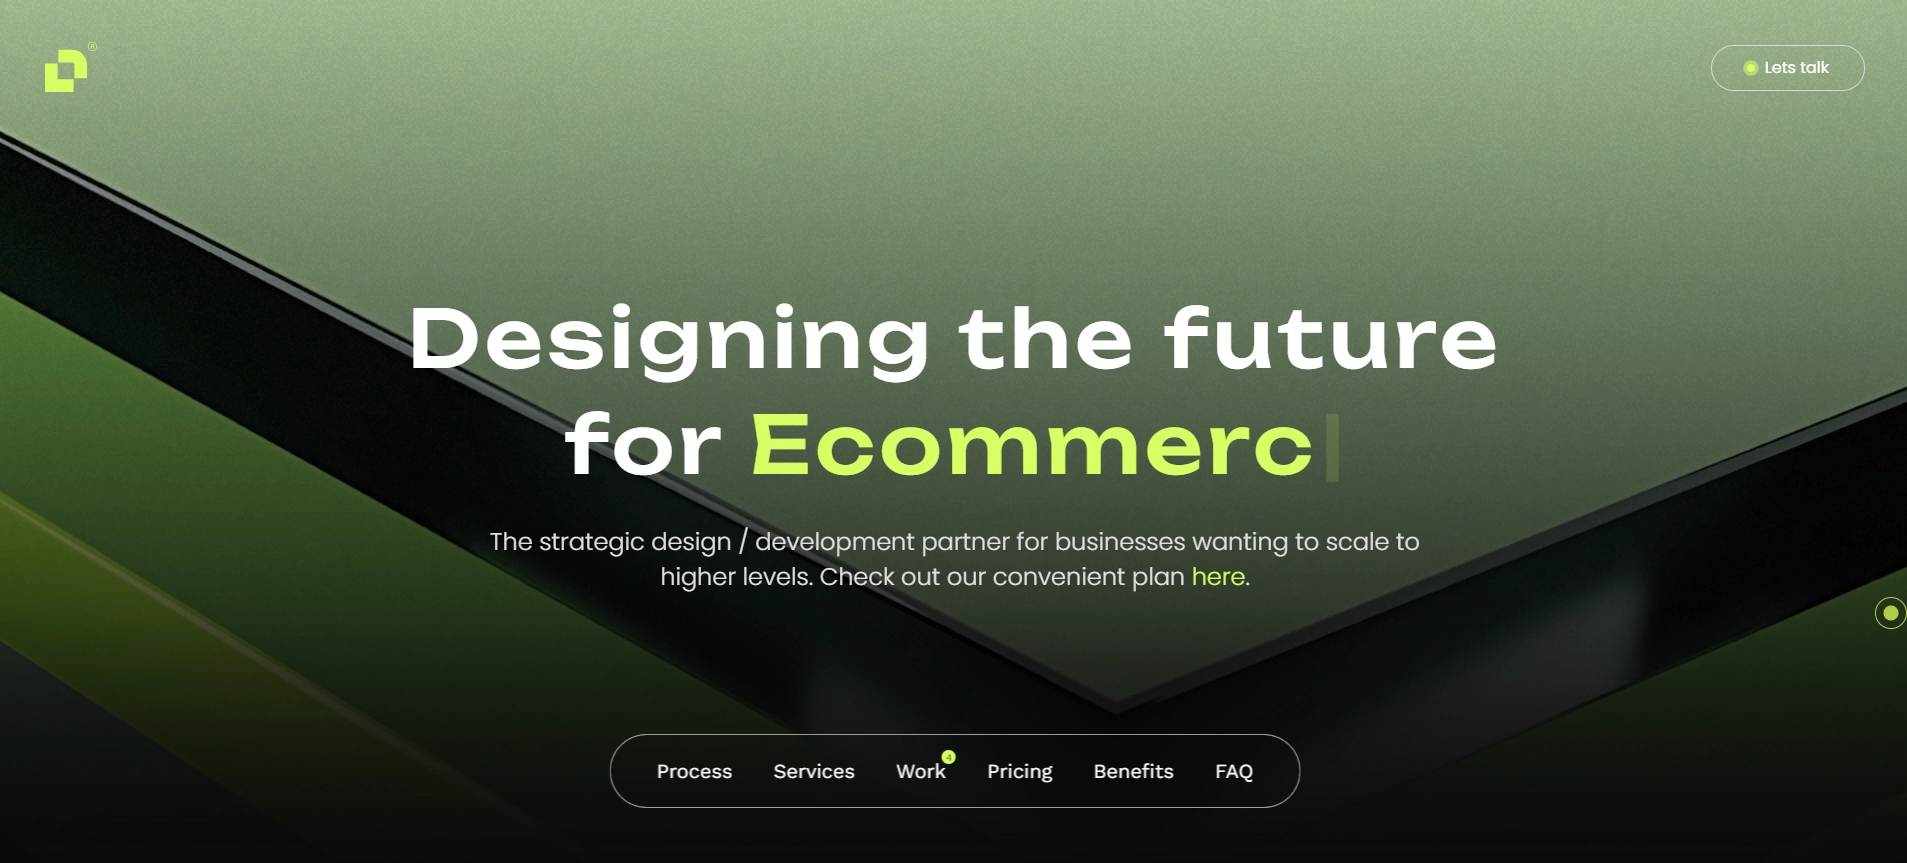 ®
Lets talk
Designing the future
for Ecommerc
The strategic design / development partner for businesses wanting to scale to
higher levels. Check out our convenient plan here.
Process Services Work 4 Pricing Benefits FAQ